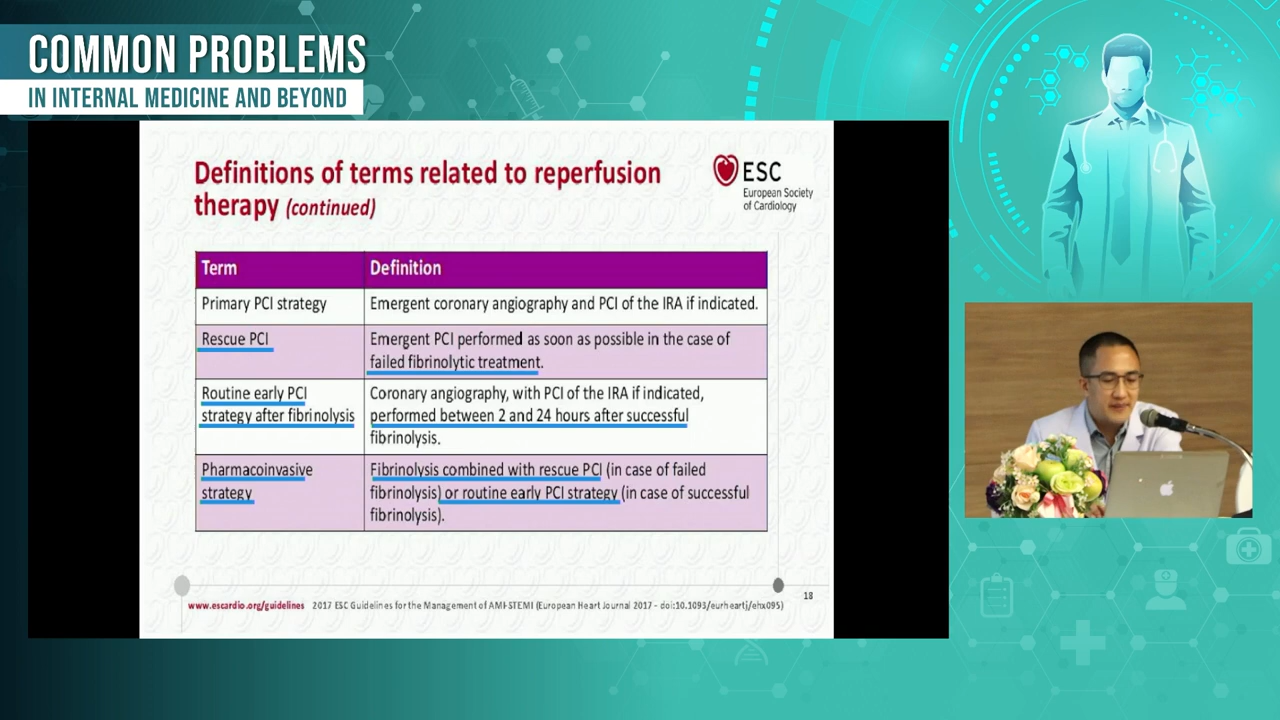 COMMON PROBLEMS
IN INTERNAL MEDICINE AND BEYOND
Definitions of terms related to reperfusion
therapy (continued)
ESC
European Society
of Cardiology
Term
Definition
Primary PCI strategy
Emergent coronary angiography and PCI of the IRA if indicated.
Rescue PCI
Emergent PCI performed as soon as possible in the case of
failed fibrinolytic treatment.
Routine early PCI
strategy after fibrinolysis
Coronary angiography, with PCI of the IRA if indicated,
performed between 2 and 24 hours after successful
fibrinolysis.
Pharmacoinvasive
strategy
Fibrinolysis combined with rescue PCI (in case of failed
fibrinolysis) or routine early PCI strategy (in case of successful
fibrinolysis).
18
www.escardio.org/guidelines 2017 ESC Guidelines for the Management of AMI-STEMI (European Heart Journal 2017 - doi:10.1093/eurheartj/ehx095)